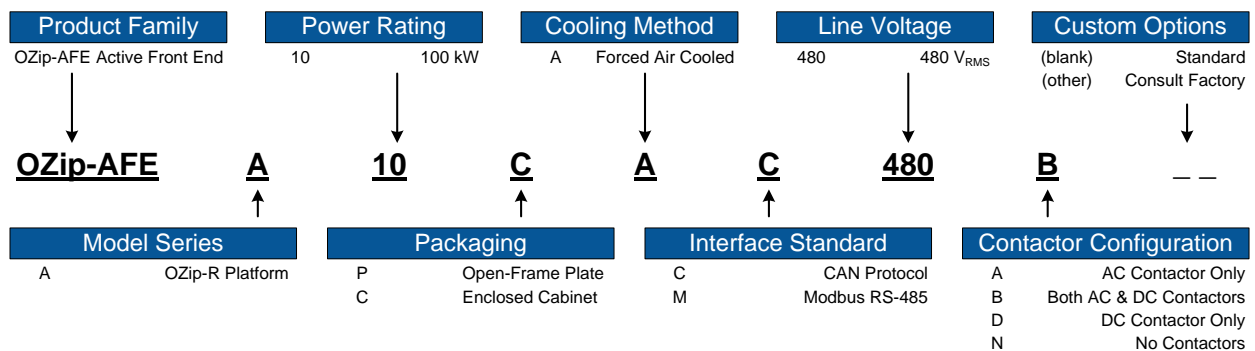 Product Family Power Rating Cooling Method Line Voltage Custom Options
OZip-AFE Active Front End 10 100 kW A Forced Air Cooled 480 480 VRMS (blank) Standard
(other) Consult Factory
OZip-AFE A 10 C A C 480 B _ _
Model Series Packaging Interface Standard Contactor Configuration
A OZip-R Platform P Open-Frame Plate C CAN Protocol A AC Contactor Only
C Enclosed Cabinet M Modbus RS-485 B Both AC & DC Contactors
D DC Contactor Only
N No Contactors